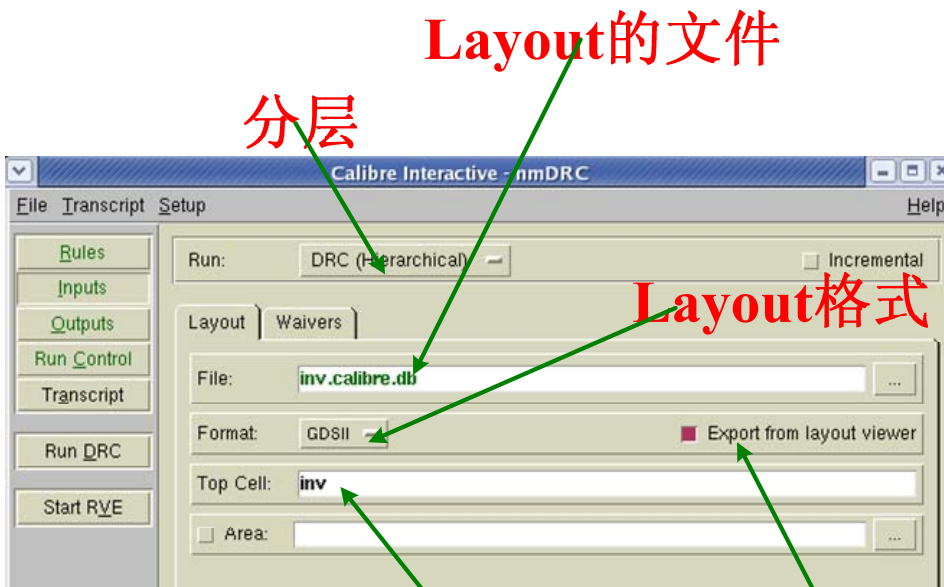 Layout的文件
分层
Calibre Interactive - nmDRC
File Transcript Setup Help
Rules
Run: DRC (Hierarchical) Incremental
Inputs
Layout格式
Outputs
Layout Waivers
Run Control
File: inv.calibre.db ...
Transcript
Format: GDSII Export from layout viewer
Run DRC
Top Cell: inv
Start RVE
Area: ...